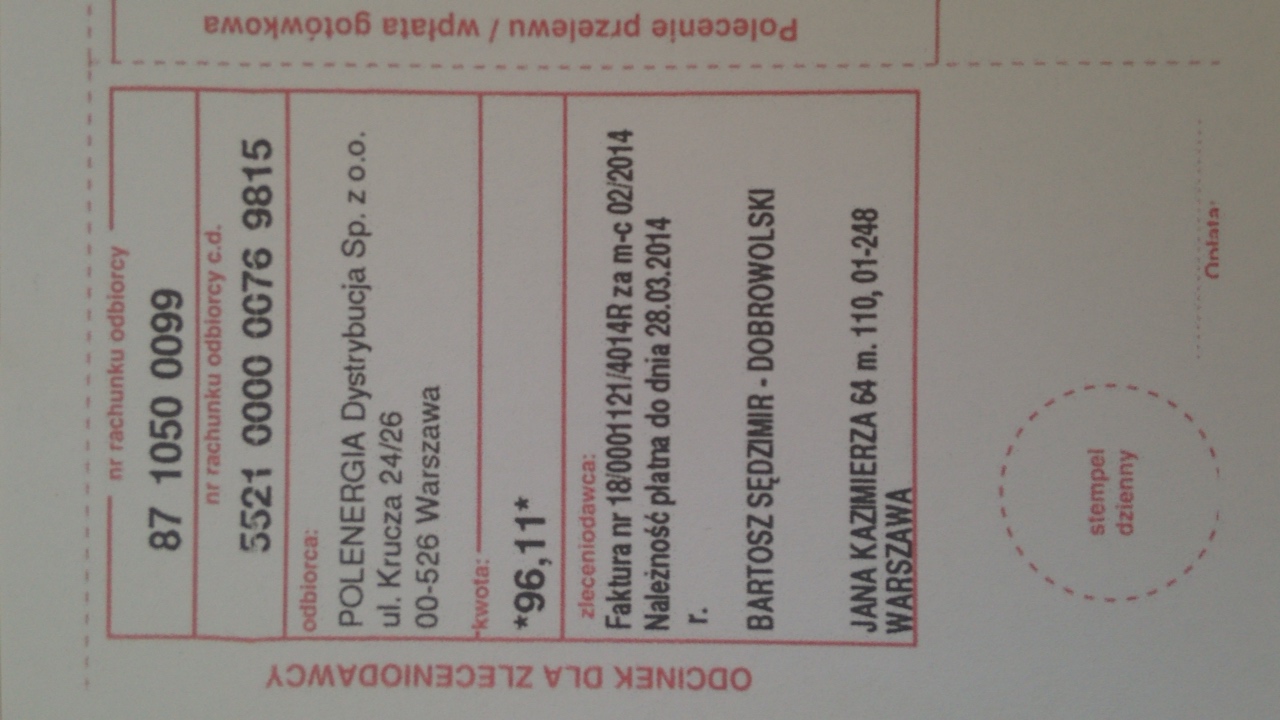 nr rachunku odbiorcy
87 1050 0099
nr rachunku odbiorcy c.d.
5521 0000 0076 9815
odbiorca:
POLENERGIA Dystrybucja Sp. z o.o.
ul. Krucza 24/26
00-526 Warszawa
kwota:
*96,11*
zleceniodawca:
Faktura nr 18/0001121/4014R za m-c 02/2014
Należność płatna do dnia 28.03.2014
r.
BARTOSZ SĘDZIMIR - DOBROWOLSKI
JANA KAZIMIERZA 64 m. 110, 01-248
WARSZAWA
stempel
dzienny
Opłata:
ODCINEK DLA ZLECENIODAWCY
Polecenie przelewu / wpłata gotówkowa